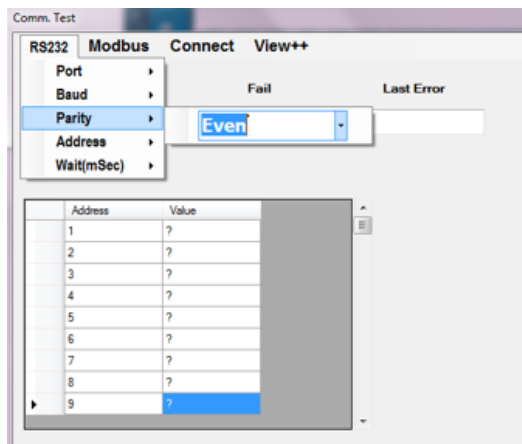 Comm. Test
RS232 Modbus Connect View++
Port
Baud
Fail Last Error
Parity
Even
Address
Wait(mSec)
Address Value
1 ?
2 ?
3 ?
4 ?
5 ?
6 ?
7 ?
8 ?
9 ?